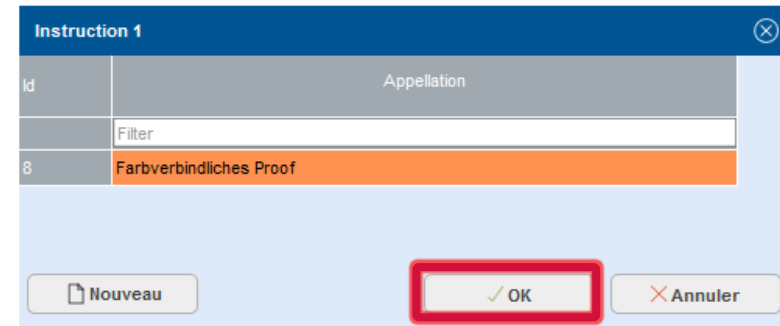 Instruction 1
Id Appellation
Filter
8 Farbverbindliches Proof
Nouveau OK Annuler